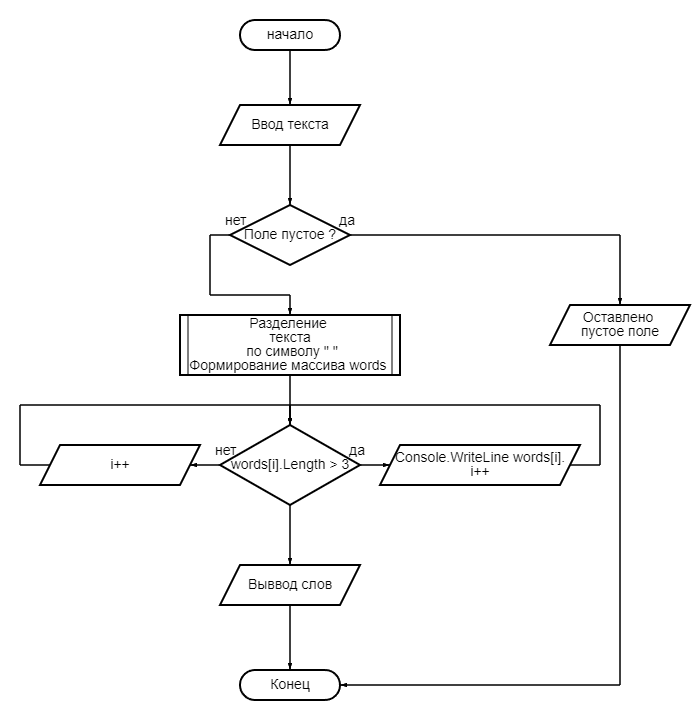 начало
Ввод текста
нет
да
Поле пустое ?
Оставлено
пустое поле
Разделение
текста
по символу " "
Формирование массива words
нет
да
i++
words[i].Length > 3
Console.WriteLine words[i].
i++
Выввод слов
Конец